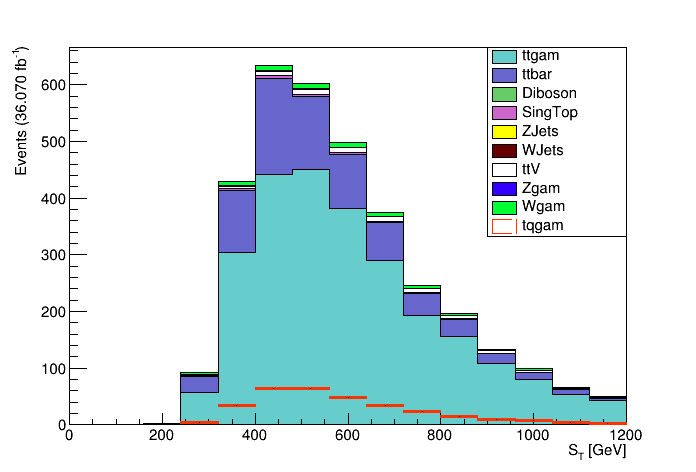 Events (36.070 fb⁻¹)
600
500
400
300
200
100
0
0 200 400 600 800 1000 1200
S_T [GeV]
ttgam
ttbar
Diboson
SingTop
ZJets
WJets
ttV
Zgam
Wgam
tqgam